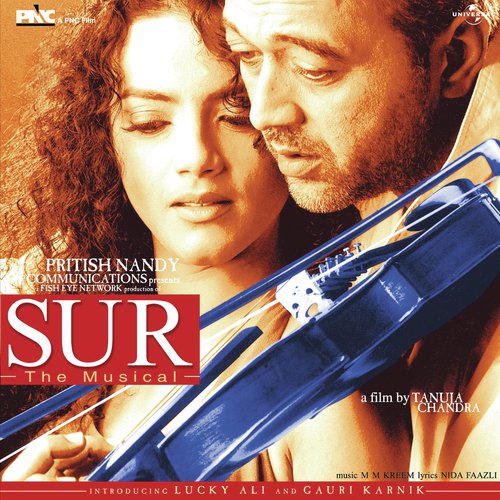 PNC A PNC Film
UNIVERSAL
PRITISH NANDY
COMMUNICATIONS presents
a FISH EYE NETWORK production of
SUR
The Musical
a film by TANUJA
CHANDRA
music M M KREEM lyrics NIDA FAAZLI
INTRODUCING LUCKY ALI AND GAURI KARNIK